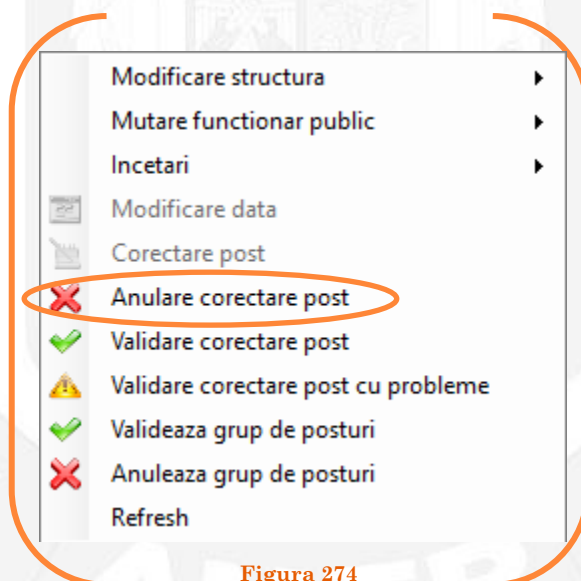 Modificare structura
Mutare functionar public
Incetari
Modificare data
Corectare post
Anulare corectare post
Validare corectare post
Validare corectare post cu probleme
Valideaza grup de posturi
Anuleaza grup de posturi
Refresh
Figura 274